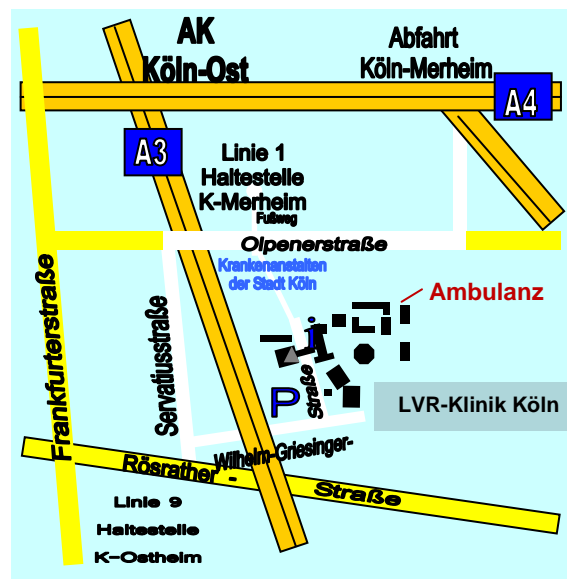 AK
Köln-Ost
Abfahrt
Köln-Merheim
A4
A3
Linie 1
Haltestelle
K-Merheim
Fußweg
Olpenerstraße
Krankenanstalten
der Stadt Köln
Ambulanz
i
P
LVR-Klinik Köln
Frankfurterstraße
Servatiusstraße
Straße
Wilhelm-Griesinger-
Rösrather - Straße
Linie 9
Haltestelle
K-Ostheim